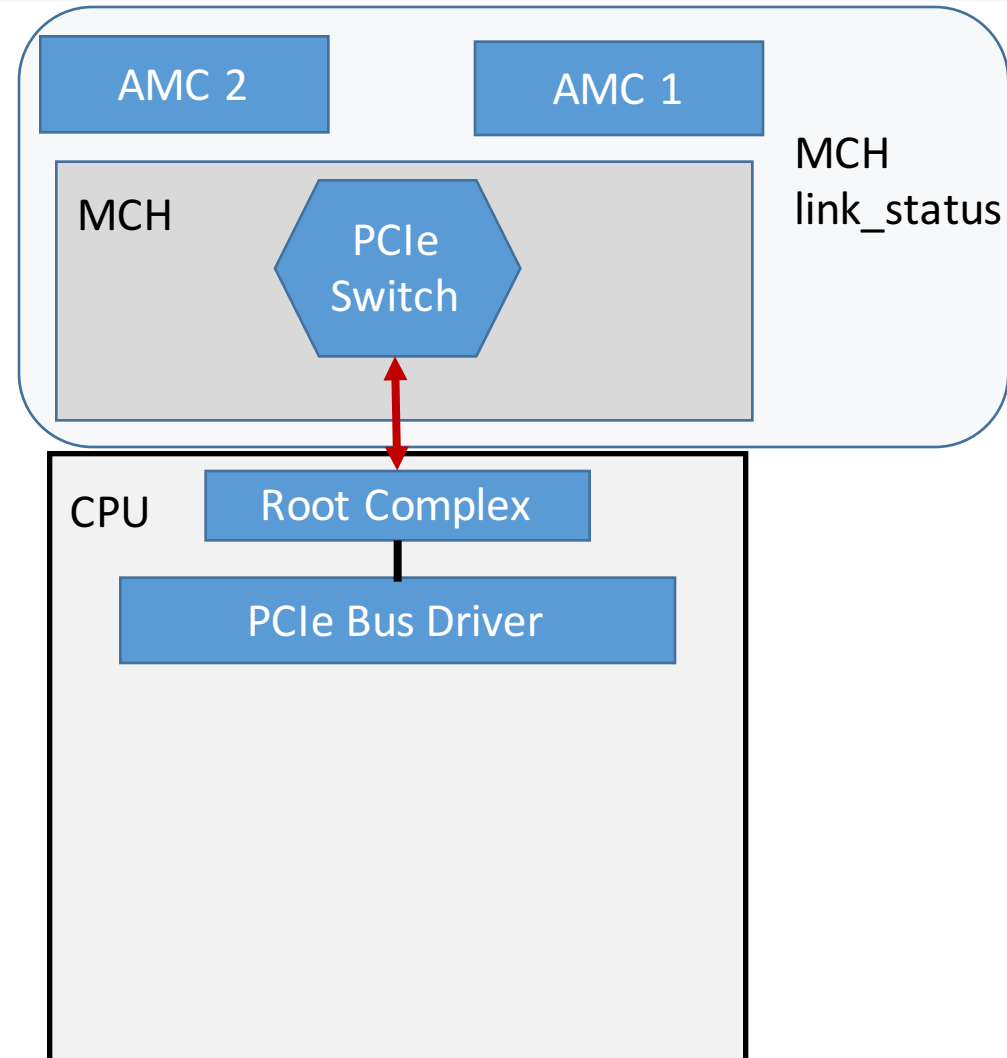 AMC 2
AMC 1
MCH
link_status
MCH
PCIe
Switch
CPU
Root Complex
PCIe Bus Driver